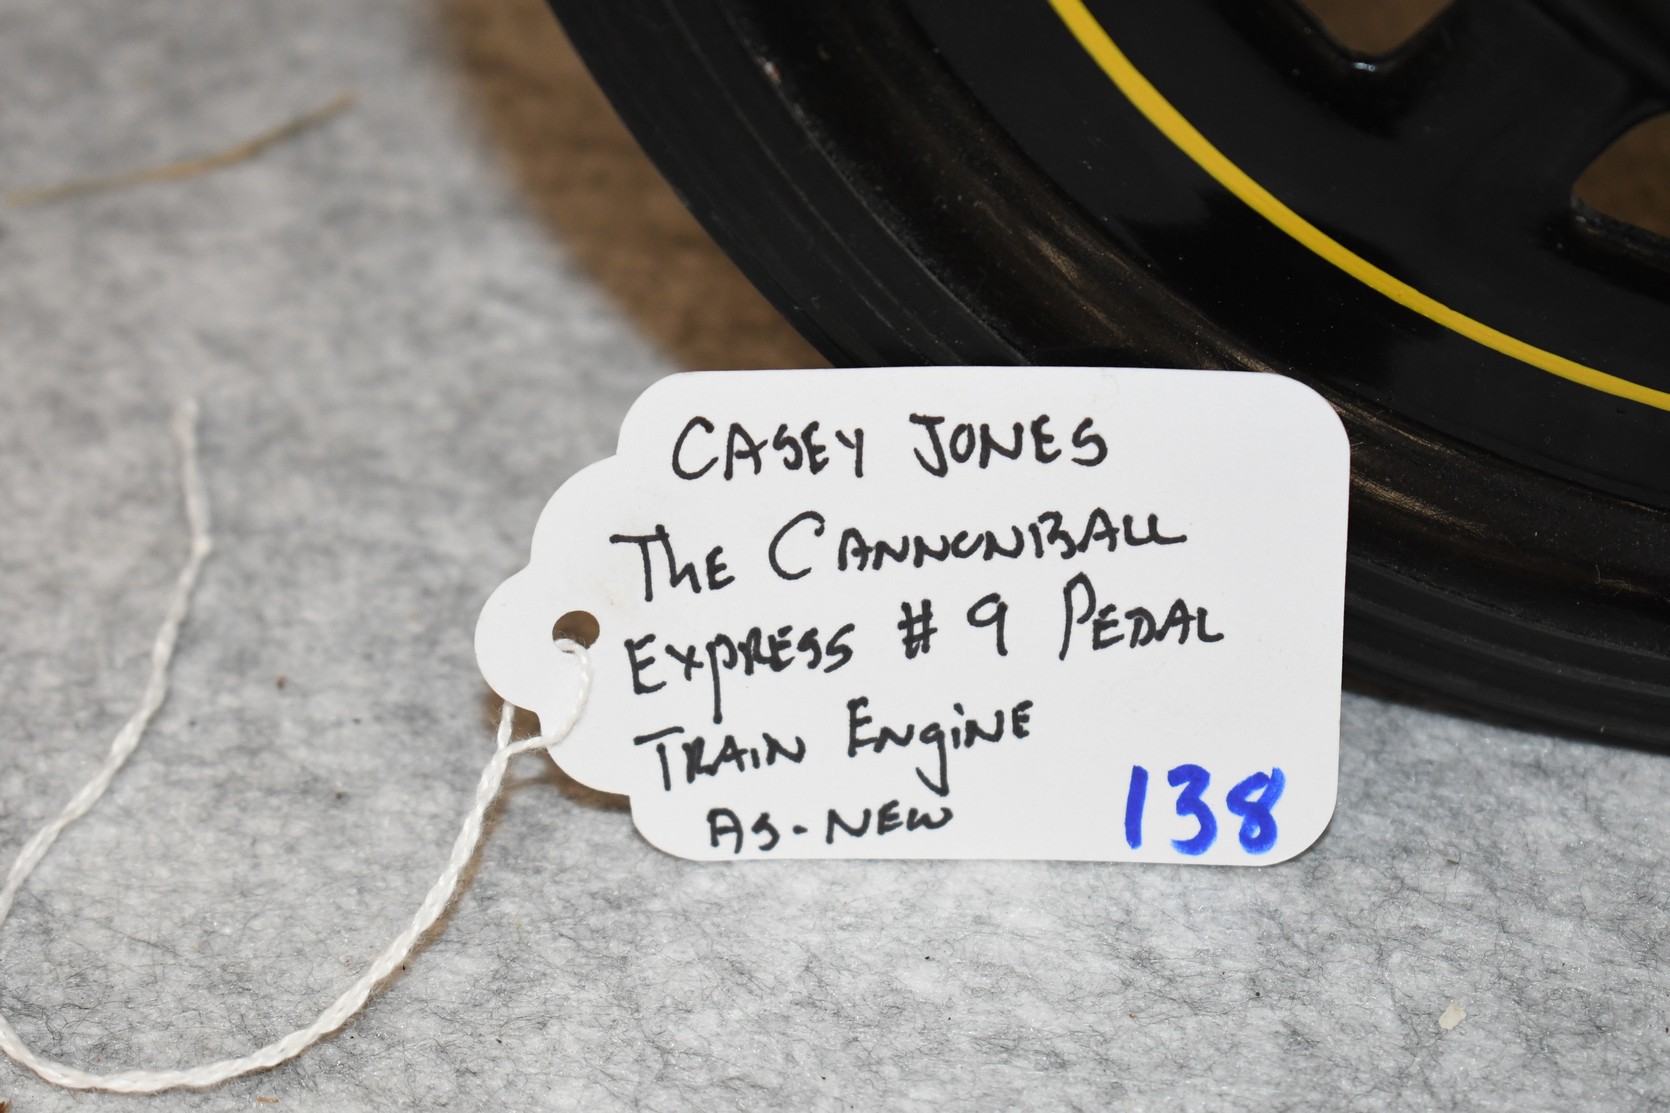 CASEY JONES
THE CANNONBALL
EXPRESS # 9 PEDAL
TRAIN ENGINE
AS-NEW
138